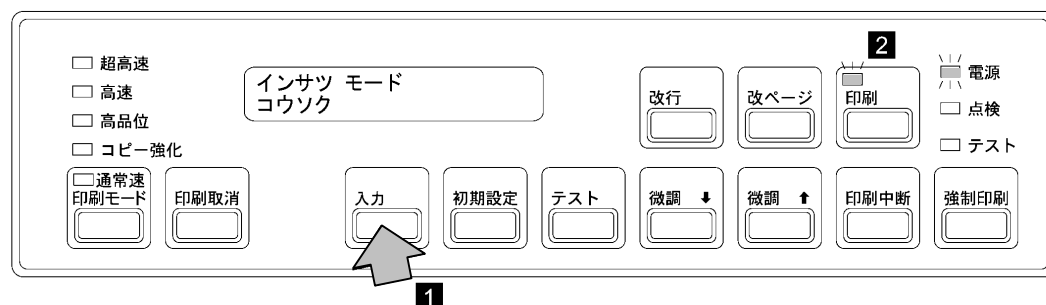 超高速
高速
高品位
コピー強化
通常速
印刷モード
印刷取消
インサツ モード
コウソク
入力
初期設定
テスト
改行
改ページ
2
印刷
微調 ⬇
微調 ⬆
印刷中断
強制印刷
電源
点検
テスト
1